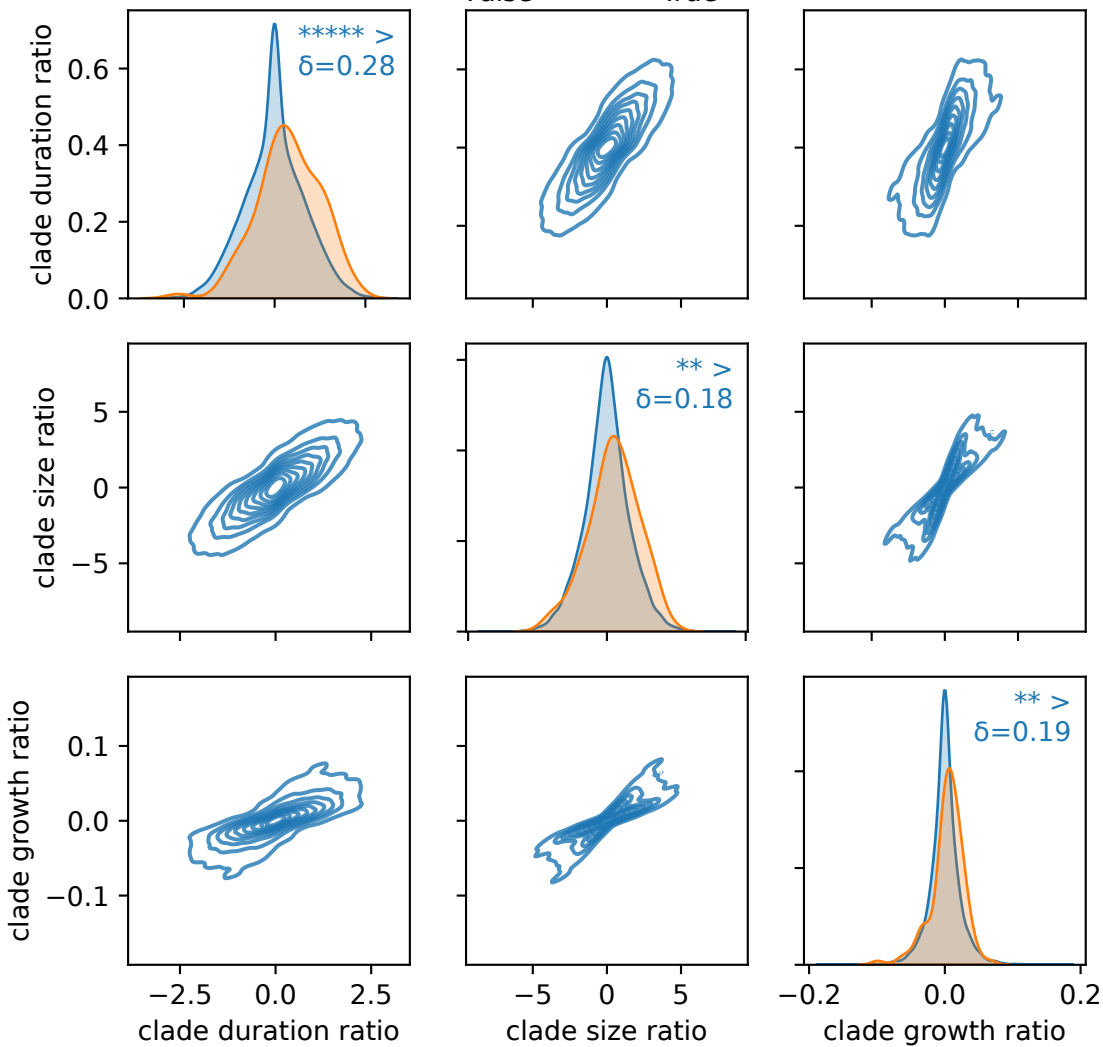 ***** >
δ=0.28
clade duration ratio
0.6
0.4
0.2
0.0
** >
δ=0.18
clade size ratio
5
0
−5
** >
δ=0.19
clade growth ratio
0.1
0.0
−0.1
−2.5 0.0 2.5
−5 0 5
−0.2 0.0 0.2
clade duration ratio
clade size ratio
clade growth ratio